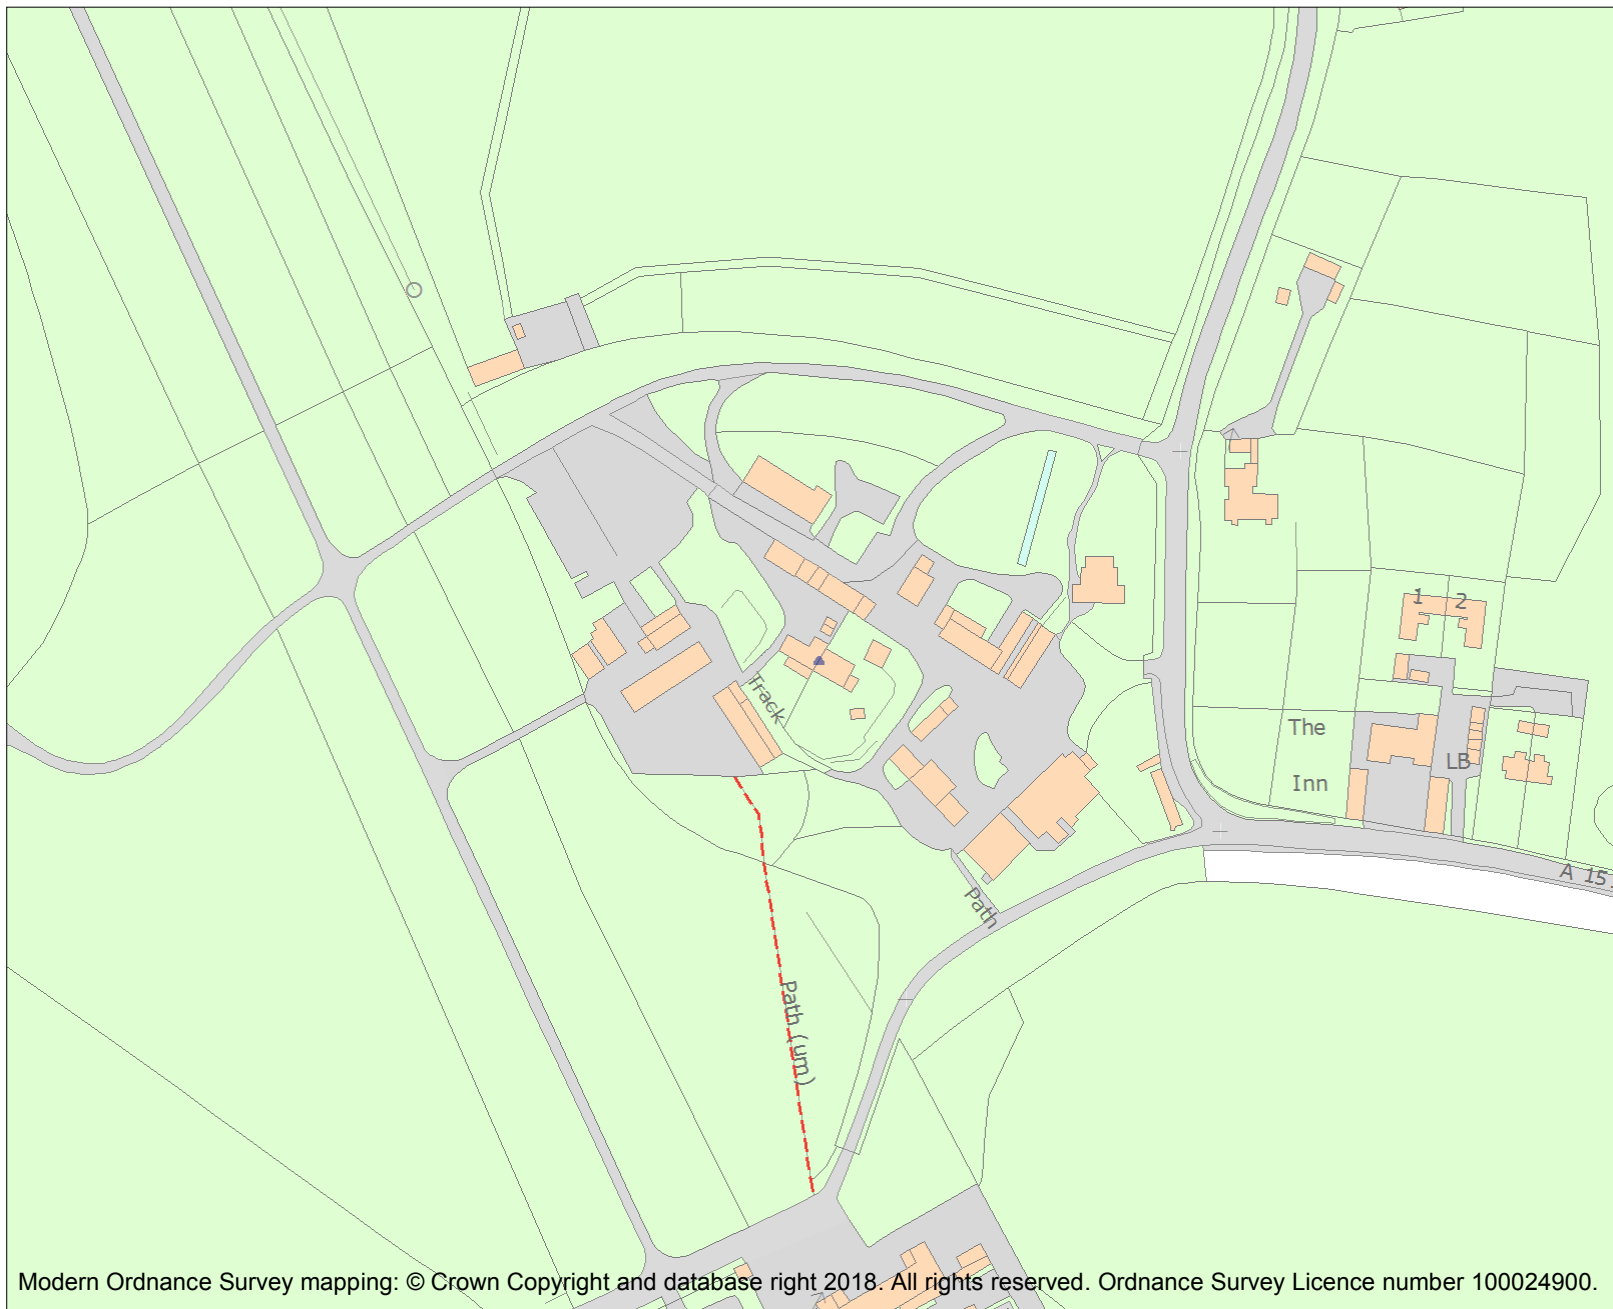 1 2
Track
The
Inn
LB
A 15
Path
Path (um)
Modern Ordnance Survey mapping: © Crown Copyright and database right 2018. All rights reserved. Ordnance Survey Licence number 100024900.